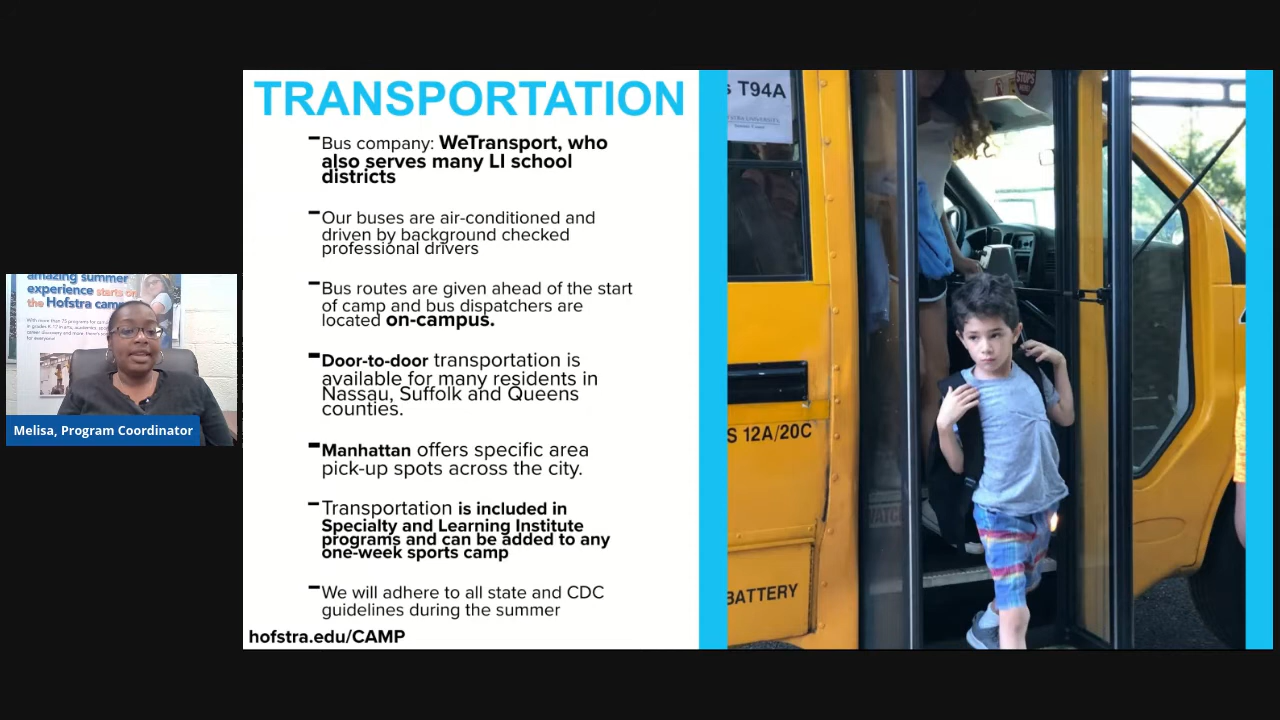 TRANSPORTATION
Bus company: WeTransport, who
also serves many LI school
districts
Our buses are air-conditioned and
driven by background checked
professional drivers
Bus routes are given ahead of the start
of camp and bus dispatchers are
located on-campus.
Door-to-door transportation is
available for many residents in
Nassau, Suffolk and Queens
counties.
Manhattan offers specific area
pick-up spots across the city.
Transportation is included in
Specialty and Learning Institute
programs and can be added to any
one-week sports camp
We will adhere to all state and CDC
guidelines during the summer
hofstra.edu/CAMP
amazing summer
experience starts on
the Hofstra cam
Melisa, Program Coordinator
T94A
STOPS
S 12A/20C
BATTERY